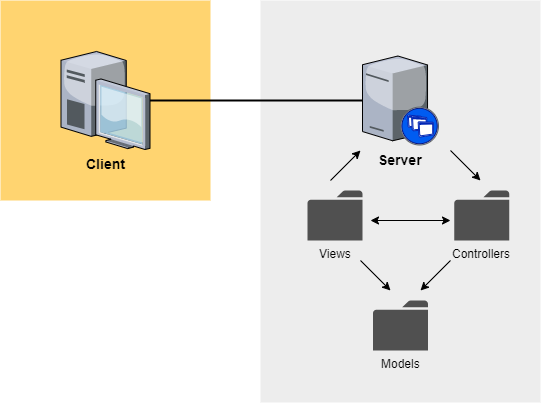 Client
Server
Views
Controllers
Models